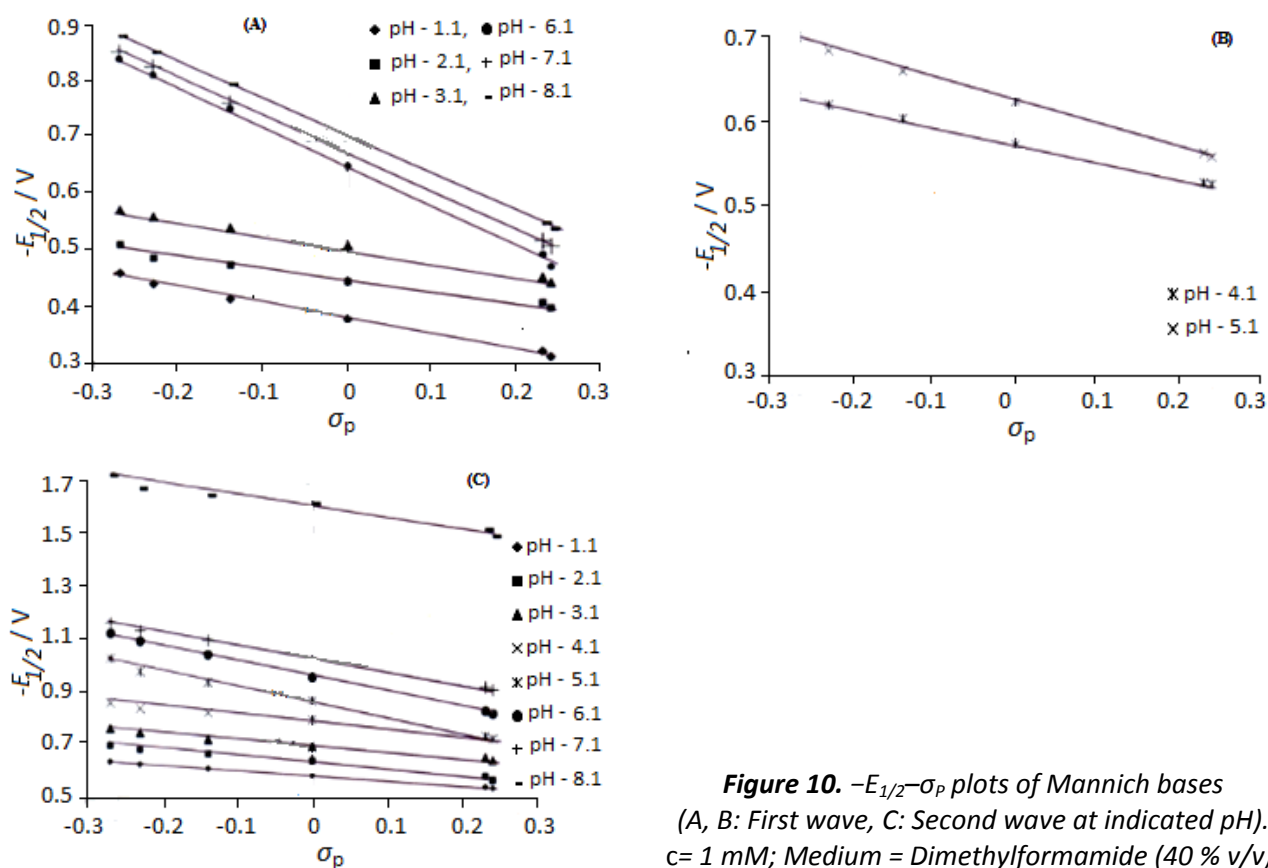 (A)
pH - 1.1, pH - 6.1
pH - 2.1, pH - 7.1
pH - 3.1, pH - 8.1
0.9
0.8
0.7
0.6
0.5
0.4
0.3
-E1/2 / V
-0.3 -0.2 -0.1 0 0.1 0.2 0.3
σp
(B)
0.7
0.6
0.5
0.4
0.3
-E1/2 / V
pH - 4.1
pH - 5.1
-0.3 -0.2 -0.1 0 0.1 0.2 0.3
σp
(C)
1.7
1.5
1.3
1.1
0.9
0.7
0.5
-E1/2 / V
pH - 1.1
pH - 2.1
pH - 3.1
pH - 4.1
pH - 5.1
pH - 6.1
pH - 7.1
pH - 8.1
-0.3 -0.2 -0.1 0 0.1 0.2 0.3
σp
Figure 10. −E1/2–σP plots of Mannich bases
(A, B: First wave, C: Second wave at indicated pH).
c= 1 mM; Medium = Dimethylformamide (40 % v/v)